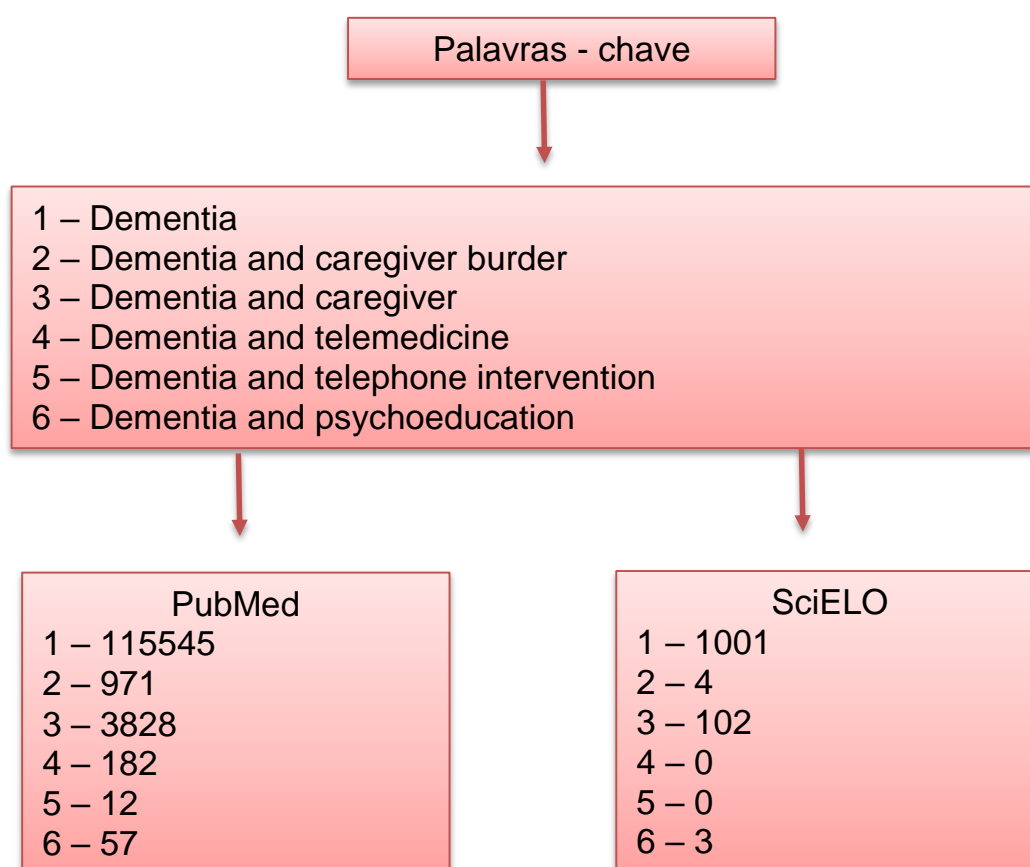 Palavras - chave
1 – Dementia
2 – Dementia and caregiver burder
3 – Dementia and caregiver
4 – Dementia and telemedicine
5 – Dementia and telephone intervention
6 – Dementia and psychoeducation
PubMed
1 – 115545
2 – 971
3 – 3828
4 – 182
5 – 12
6 – 57
SciELO
1 – 1001
2 – 4
3 – 102
4 – 0
5 – 0
6 – 3